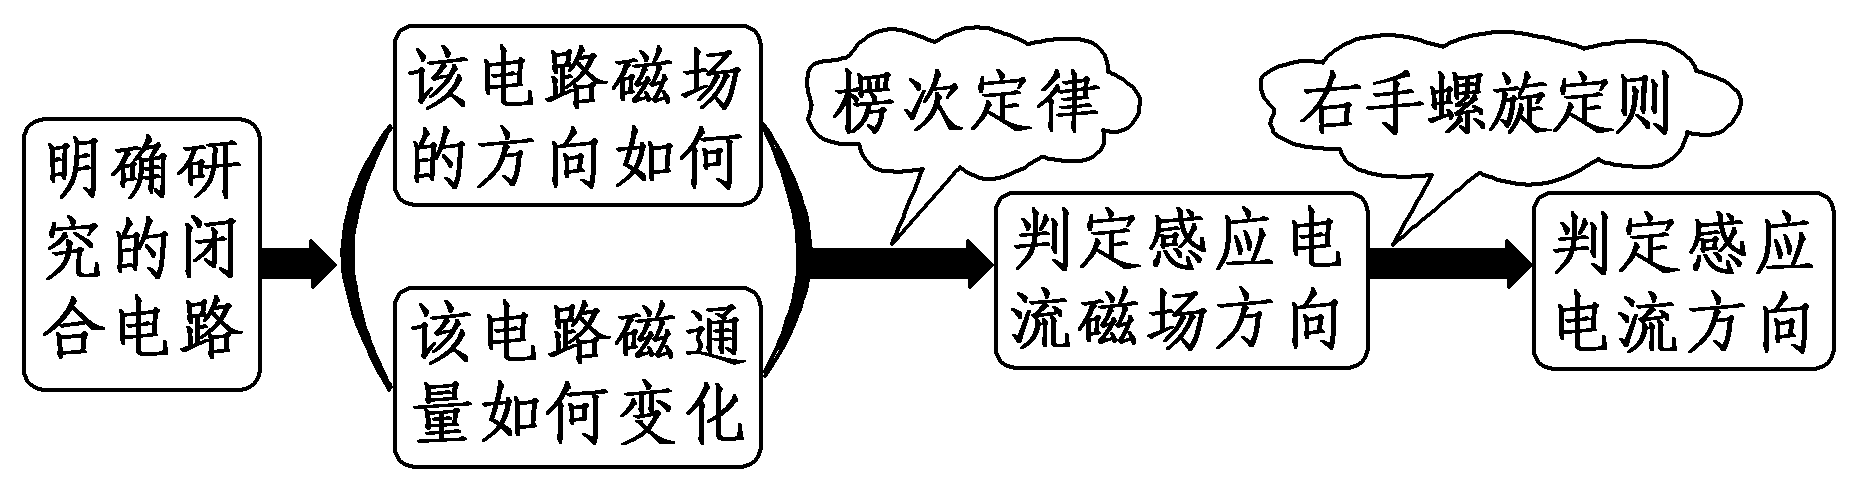 明确研
究的闭
合电路
该电路磁场
的方向如何
该电路磁通
量如何变化
楞次定律
判定感应电
流磁场方向
右手螺旋定则
判定感应
电流方向